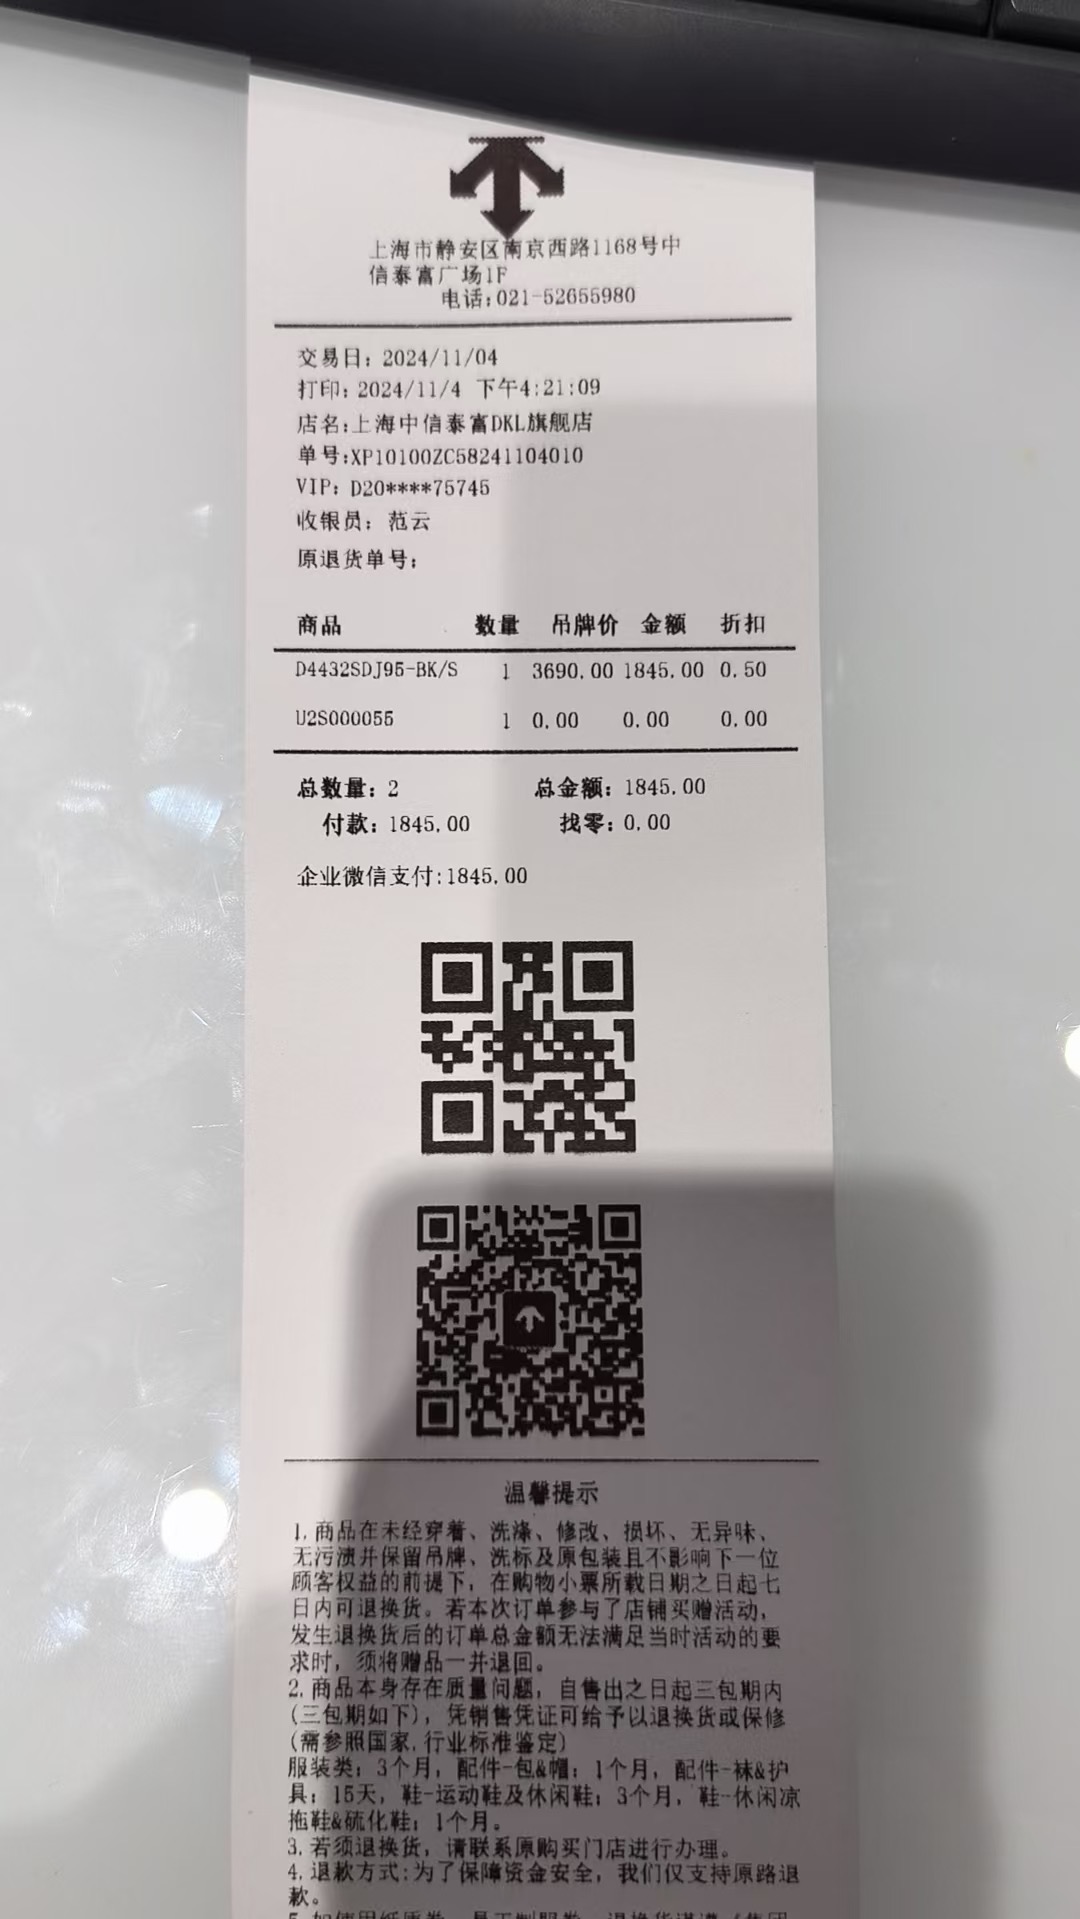 上海市静安区南京西路1168号中
信泰富广场1F
电话:021-52655980
交易日: 2024/11/04
打印: 2024/11/4 下午4:21:09
店名:上海中信泰富DKL旗舰店
单号:XP10100ZC58241104010
VIP: D20****75745
收银员: 范云
原退货单号:
商品 数量 吊牌价 金额 折扣
D4432SDJ95-BK/S 1 3690.00 1845.00 0.50
U2S000055 1 0.00 0.00 0.00
总数量: 2 总金额: 1845.00
付款: 1845.00 找零: 0.00
企业微信支付:1845.00
温馨提示
1.商品在未经穿着、洗涤、修改、损坏、无异味、
无污渍并保留吊牌、洗标及原包装且不影响下一位
顾客权益的前提下，在购物小票所载日期之日起七
日内可退换货。若本次订单参与了店铺买赠活动，
发生退换货后的订单总金额无法满足当时活动的要
求时，须将赠品一并退回。
2.商品本身存在质量问题，自售出之日起三包期内
(三包期如下)，凭销售凭证可给予以退换货或保修
(需参照国家,行业标准鉴定)
服装类: 3个月，配件-包&帽: 1个月，配件-袜&护
具: 15天，鞋-运动鞋及休闲鞋: 3个月，鞋-休闲凉
拖鞋&硫化鞋: 1个月。
3.若须退换货，请联系原购买门店进行办理。
4.退款方式:为了保障资金安全，我们仅支持原路退
款。